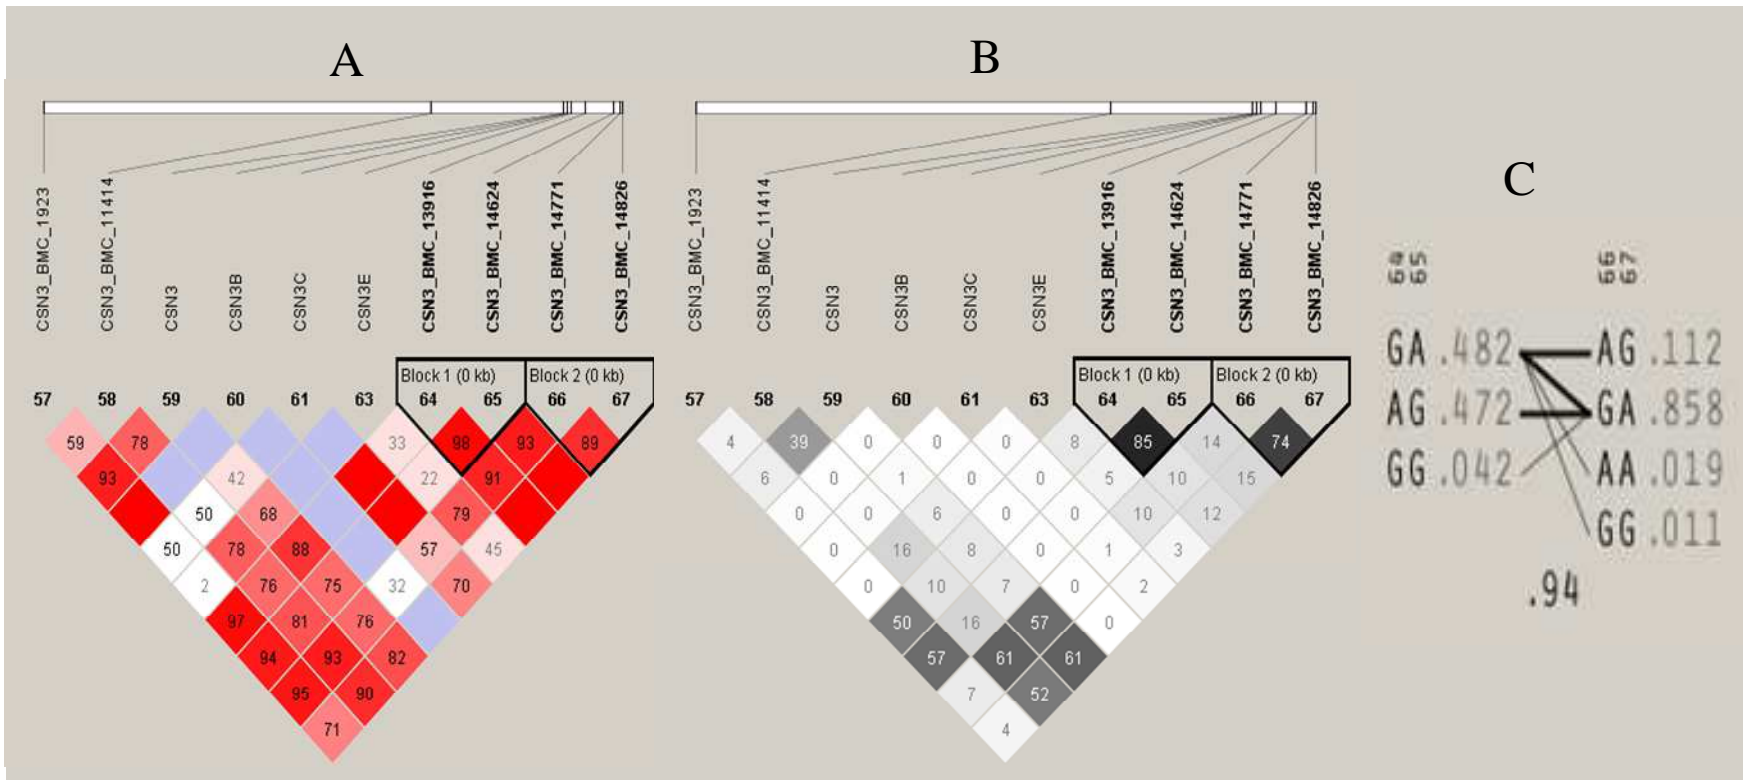 A
CSN3_BMC_1923
CSN3_BMC_11414
CSN3
CSN3B
CSN3C
CSN3E
CSN3_BMC_13916
CSN3_BMC_14624
CSN3_BMC_14771
CSN3_BMC_14826
Block 1 (0 kb) Block 2 (0 kb)
57 58 59 60 61 63 64 65 66 67
59 78 33 98 93 89
93 42 22 91
50 68 79
50 78 88 57 45
2 76 75 32 70
97 81 76
94 93 82
95 90
71
B
CSN3_BMC_1923
CSN3_BMC_11414
CSN3
CSN3B
CSN3C
CSN3E
CSN3_BMC_13916
CSN3_BMC_14624
CSN3_BMC_14771
CSN3_BMC_14826
Block 1 (0 kb) Block 2 (0 kb)
57 58 59 60 61 63 64 65 66 67
4 39 0 0 0 8 85 14 74
6 0 1 0 0 5 10 15
0 0 6 0 0 10 12
0 16 8 0 1 3
0 10 7 0 2
50 16 57 0
57 61 61
7 52
4
C
64
65
66
67
GA .482 AG .112
AG .472 GA .858
GG .042 AA .019
GG .011
.94